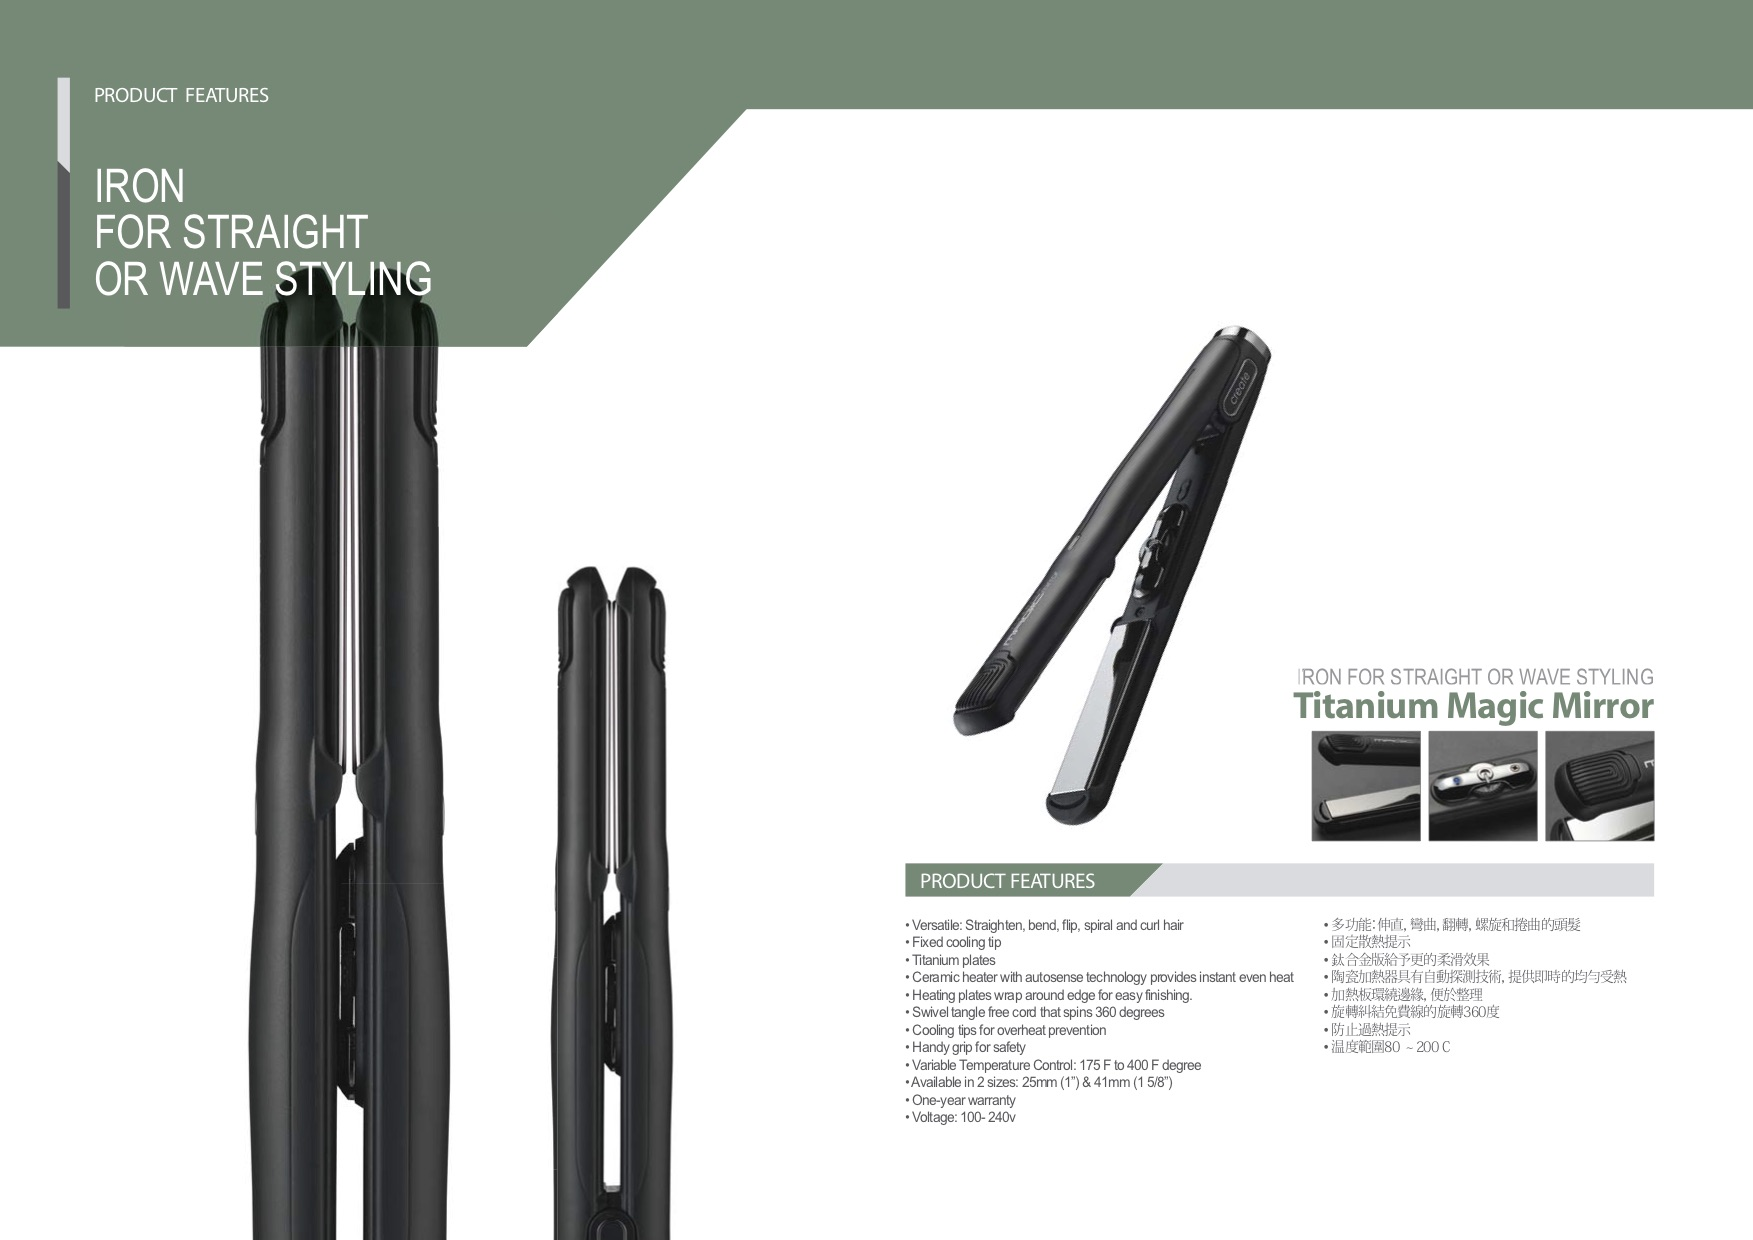 PRODUCT FEATURES
IRON
FOR STRAIGHT
OR WAVE STYLING
create
IRON FOR STRAIGHT OR WAVE STYLING
Titanium Magic Mirror
PRODUCT FEATURES
• Versatile: Straighten, bend, flip, spiral and curl hair
• Fixed cooling tip
• Titanium plates
• Ceramic heater with autosense technology provides instant even heat
• Heating plates wrap around edge for easy finishing.
• Swivel tangle free cord that spins 360 degrees
• Cooling tips for overheat prevention
• Handy grip for safety
• Variable Temperature Control: 175 F to 400 F degree
• Available in 2 sizes: 25mm (1”) & 41mm (1 5/8”)
• One-year warranty
• Voltage: 100- 240v
• 多功能：伸直, 彎曲, 翻轉, 螺旋和捲曲的頭髮
• 固定散熱提示
• 鈦合金版給予更的柔滑效果
• 陶瓷加熱器具有自動探測技術, 提供即時的均勻受熱
• 加熱板環繞邊緣, 便於整理
• 旋轉糾結免費線的旋轉360度
• 防止過熱提示
• 温度範圍80 ~ 200 C